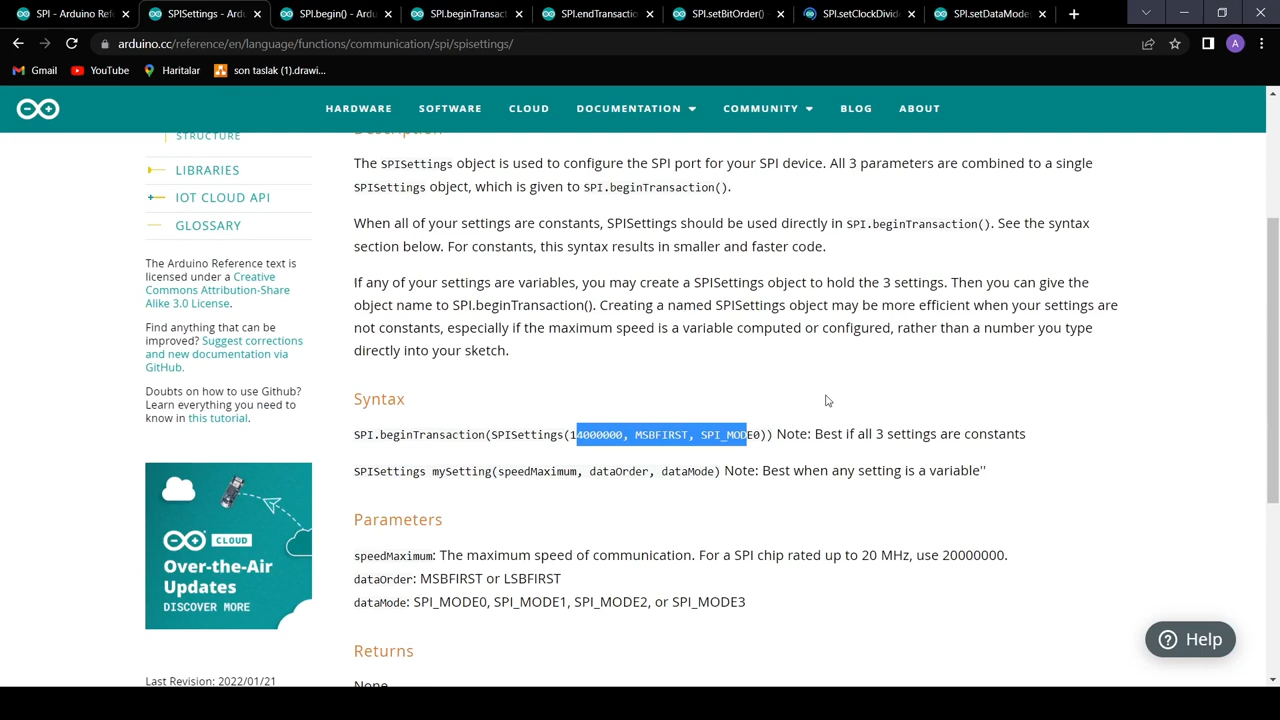 SPI - Arduino Ref
SPISettings - Ardu
SPI.begin() - Ardu
SPI.beginTransact
SPI.endTransactio
SPI.setBitOrder()
SPI.setClockDivide
SPI.setDataMode
arduino.cc/reference/en/language/functions/communication/spi/spisettings/
A
Gmail
YouTube
Haritalar
son taslak (1).drawi...
HARDWARE
SOFTWARE
CLOUD
DOCUMENTATION
COMMUNITY
BLOG
ABOUT
STRUCTURE
LIBRARIES
IOT CLOUD API
GLOSSARY
The Arduino Reference text is
licensed under a Creative
Commons Attribution-Share
Alike 3.0 License.
Find anything that can be
improved? Suggest corrections
and new documentation via
GitHub.
Doubts on how to use Github?
Learn everything you need to
know in this tutorial.
CLOUD
Over-the-Air
Updates
DISCOVER MORE
Last Revision: 2022/01/21
Description
The SPISettings object is used to configure the SPI port for your SPI device. All 3 parameters are combined to a single
SPISettings object, which is given to SPI.beginTransaction().
When all of your settings are constants, SPISettings should be used directly in SPI.beginTransaction(). See the syntax
section below. For constants, this syntax results in smaller and faster code.
If any of your settings are variables, you may create a SPISettings object to hold the 3 settings. Then you can give the
object name to SPI.beginTransaction(). Creating a named SPISettings object may be more efficient when your settings are
not constants, especially if the maximum speed is a variable computed or configured, rather than a number you type
directly into your sketch.
Syntax
SPI.beginTransaction(SPISettings(14000000, MSBFIRST, SPI_MODE0)) Note: Best if all 3 settings are constants
SPISettings mySetting(speedMaximum, dataOrder, dataMode) Note: Best when any setting is a variable''
Parameters
speedMaximum: The maximum speed of communication. For a SPI chip rated up to 20 MHz, use 20000000.
dataOrder: MSBFIRST or LSBFIRST
dataMode: SPI_MODE0, SPI_MODE1, SPI_MODE2, or SPI_MODE3
Returns
None
Help